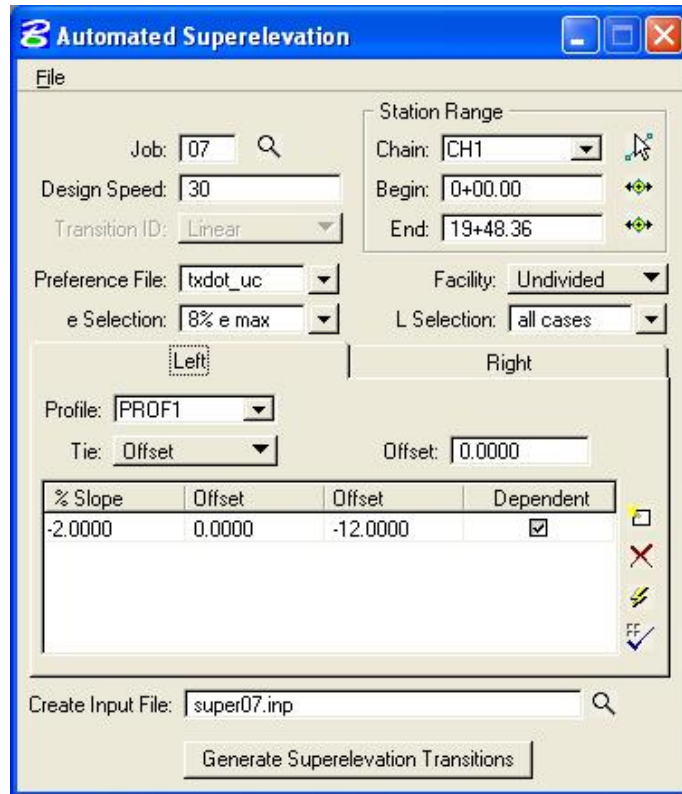 Automated Superelevation
File
Station Range
Job: 07 Chain: CH1
Design Speed: 30 Begin: 0+00.00
Transition ID: Linear End: 19+48.36
Preference File: txdot_uc Facility: Undivided
e Selection: 8% e max L Selection: all cases
Left Right
Profile: PROF1
Tie: Offset Offset: 0.0000
% Slope Offset Offset Dependent
-2.0000 0.0000 -12.0000
FF
Create Input File: super07.inp
Generate Superelevation Transitions